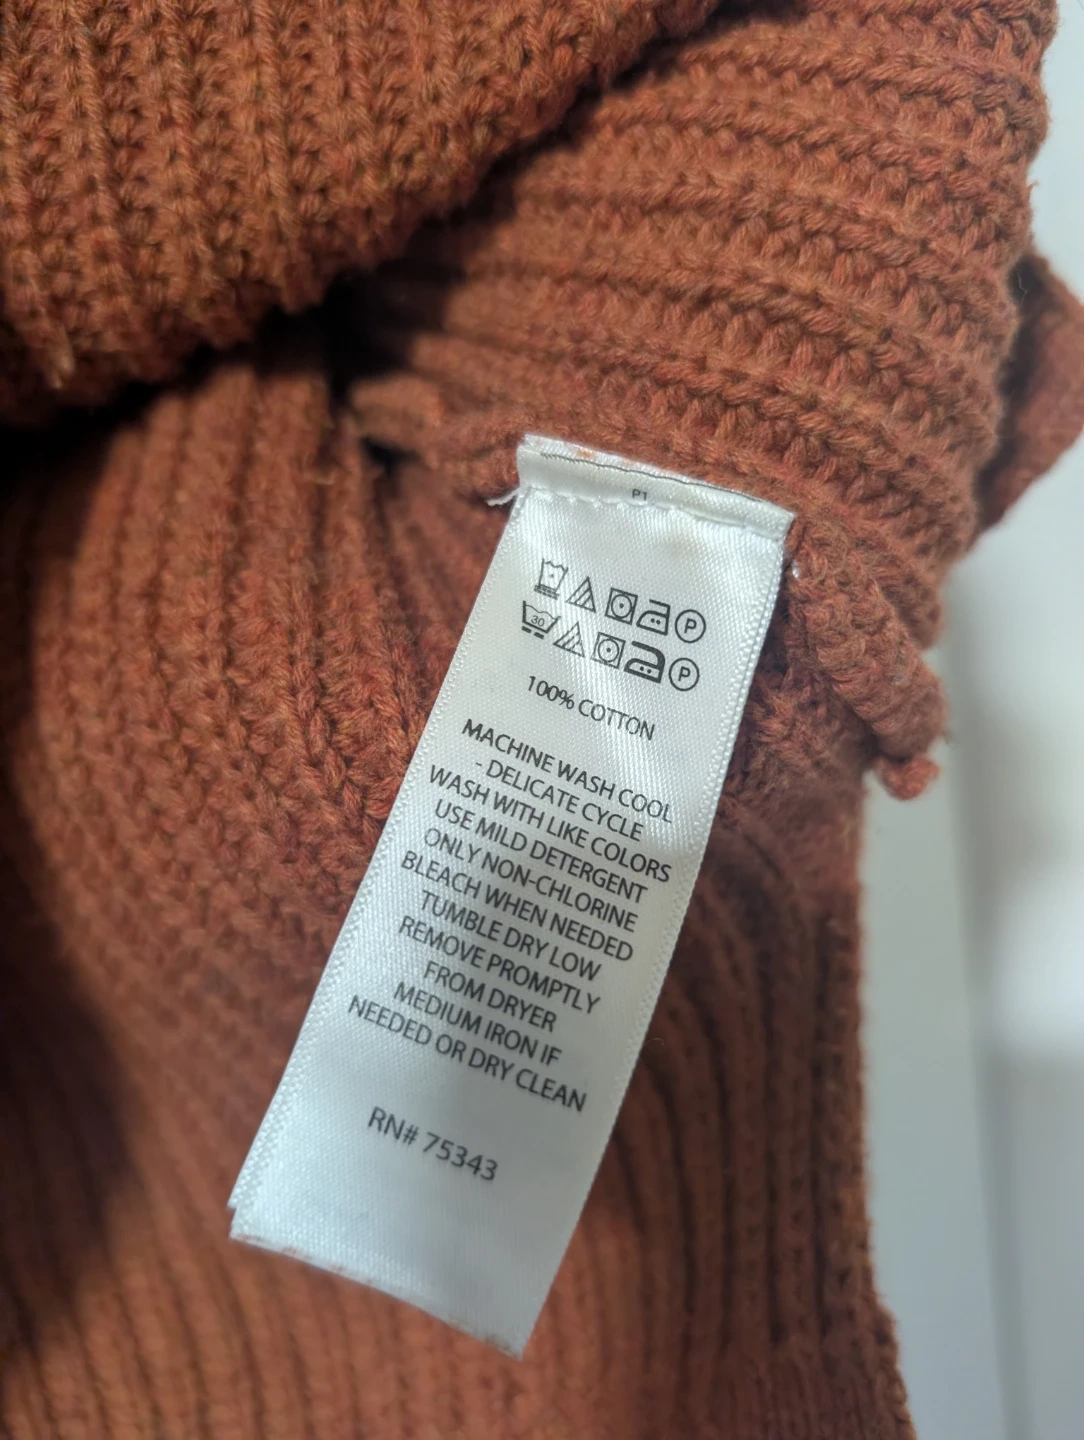 P1
30
P
P
100% COTTON
MACHINE WASH COOL
- DELICATE CYCLE
WASH WITH LIKE COLORS
USE MILD DETERGENT
ONLY NON-CHLORINE
BLEACH WHEN NEEDED
TUMBLE DRY LOW
REMOVE PROMPTLY
FROM DRYER
MEDIUM IRON IF
NEEDED OR DRY CLEAN
RN# 75343